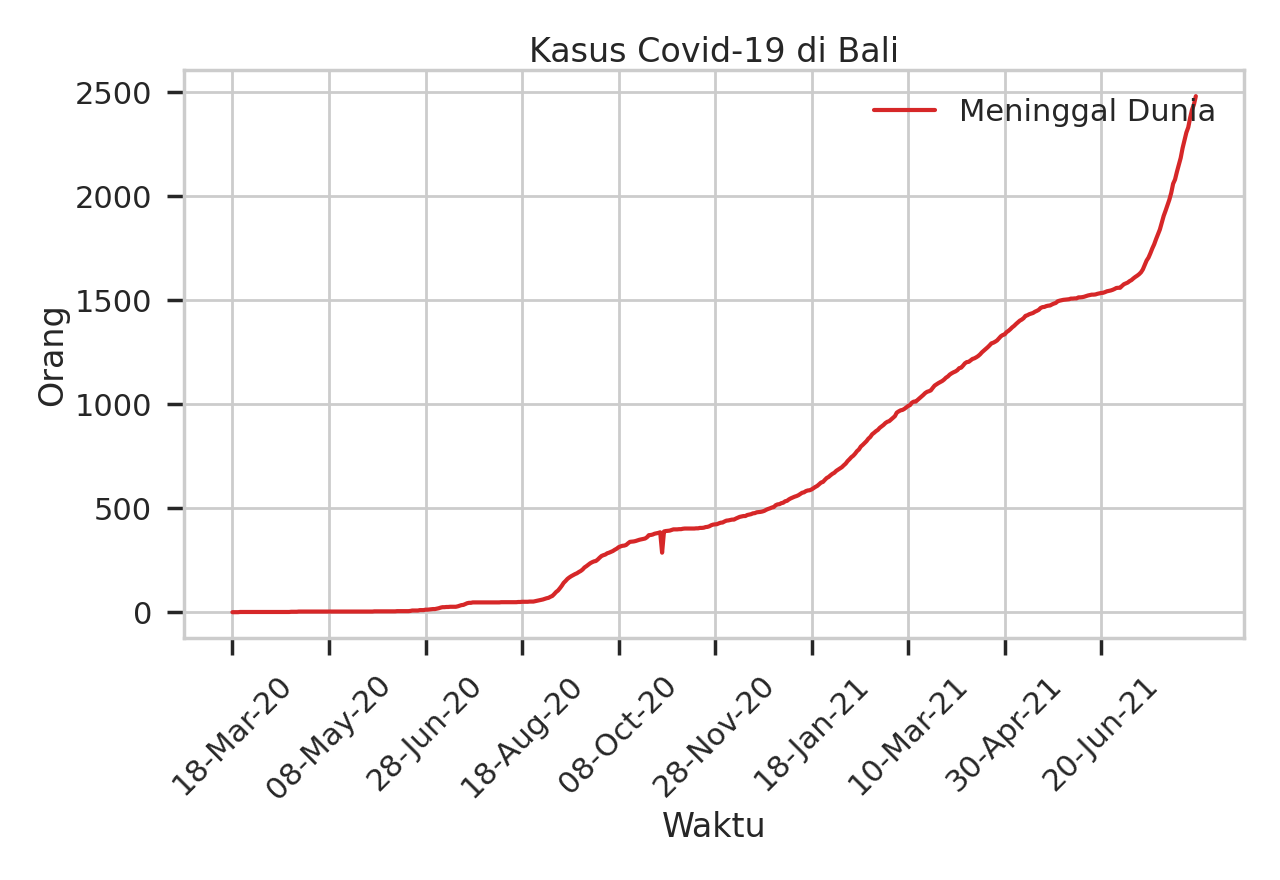 Kasus Covid-19 di Bali
Meninggal Dunia
Orang
2500
2000
1500
1000
500
0
18-Mar-20
08-May-20
28-Jun-20
18-Aug-20
08-Oct-20
28-Nov-20
18-Jan-21
10-Mar-21
30-Apr-21
20-Jun-21
Waktu